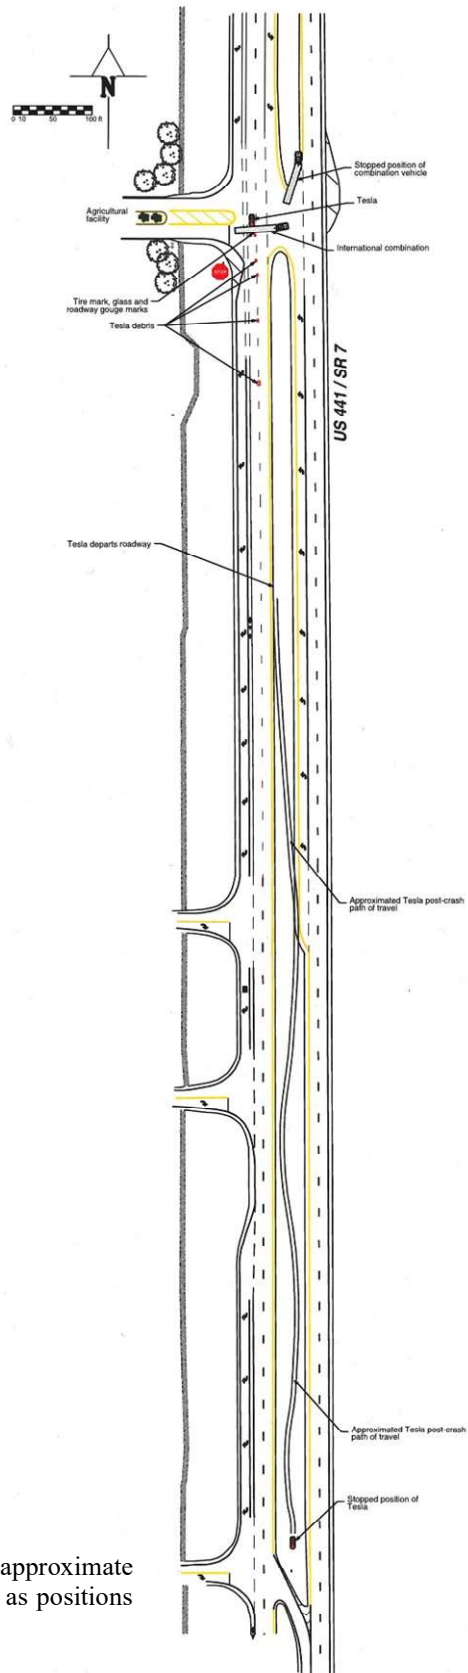 N
0 10 100 ft
Stopped position of
combination vehicle
Tesla
Agricultural
facility
International combination
STOP
Tire mark, glass and
roadway gouge marks
Tesla debris
US 441 / SR 7
Tesla departs roadway
Approximated Tesla post-crash
path of travel
Approximated Tesla post-crash
path of travel
Stopped position of
Tesla
approximate
as positions